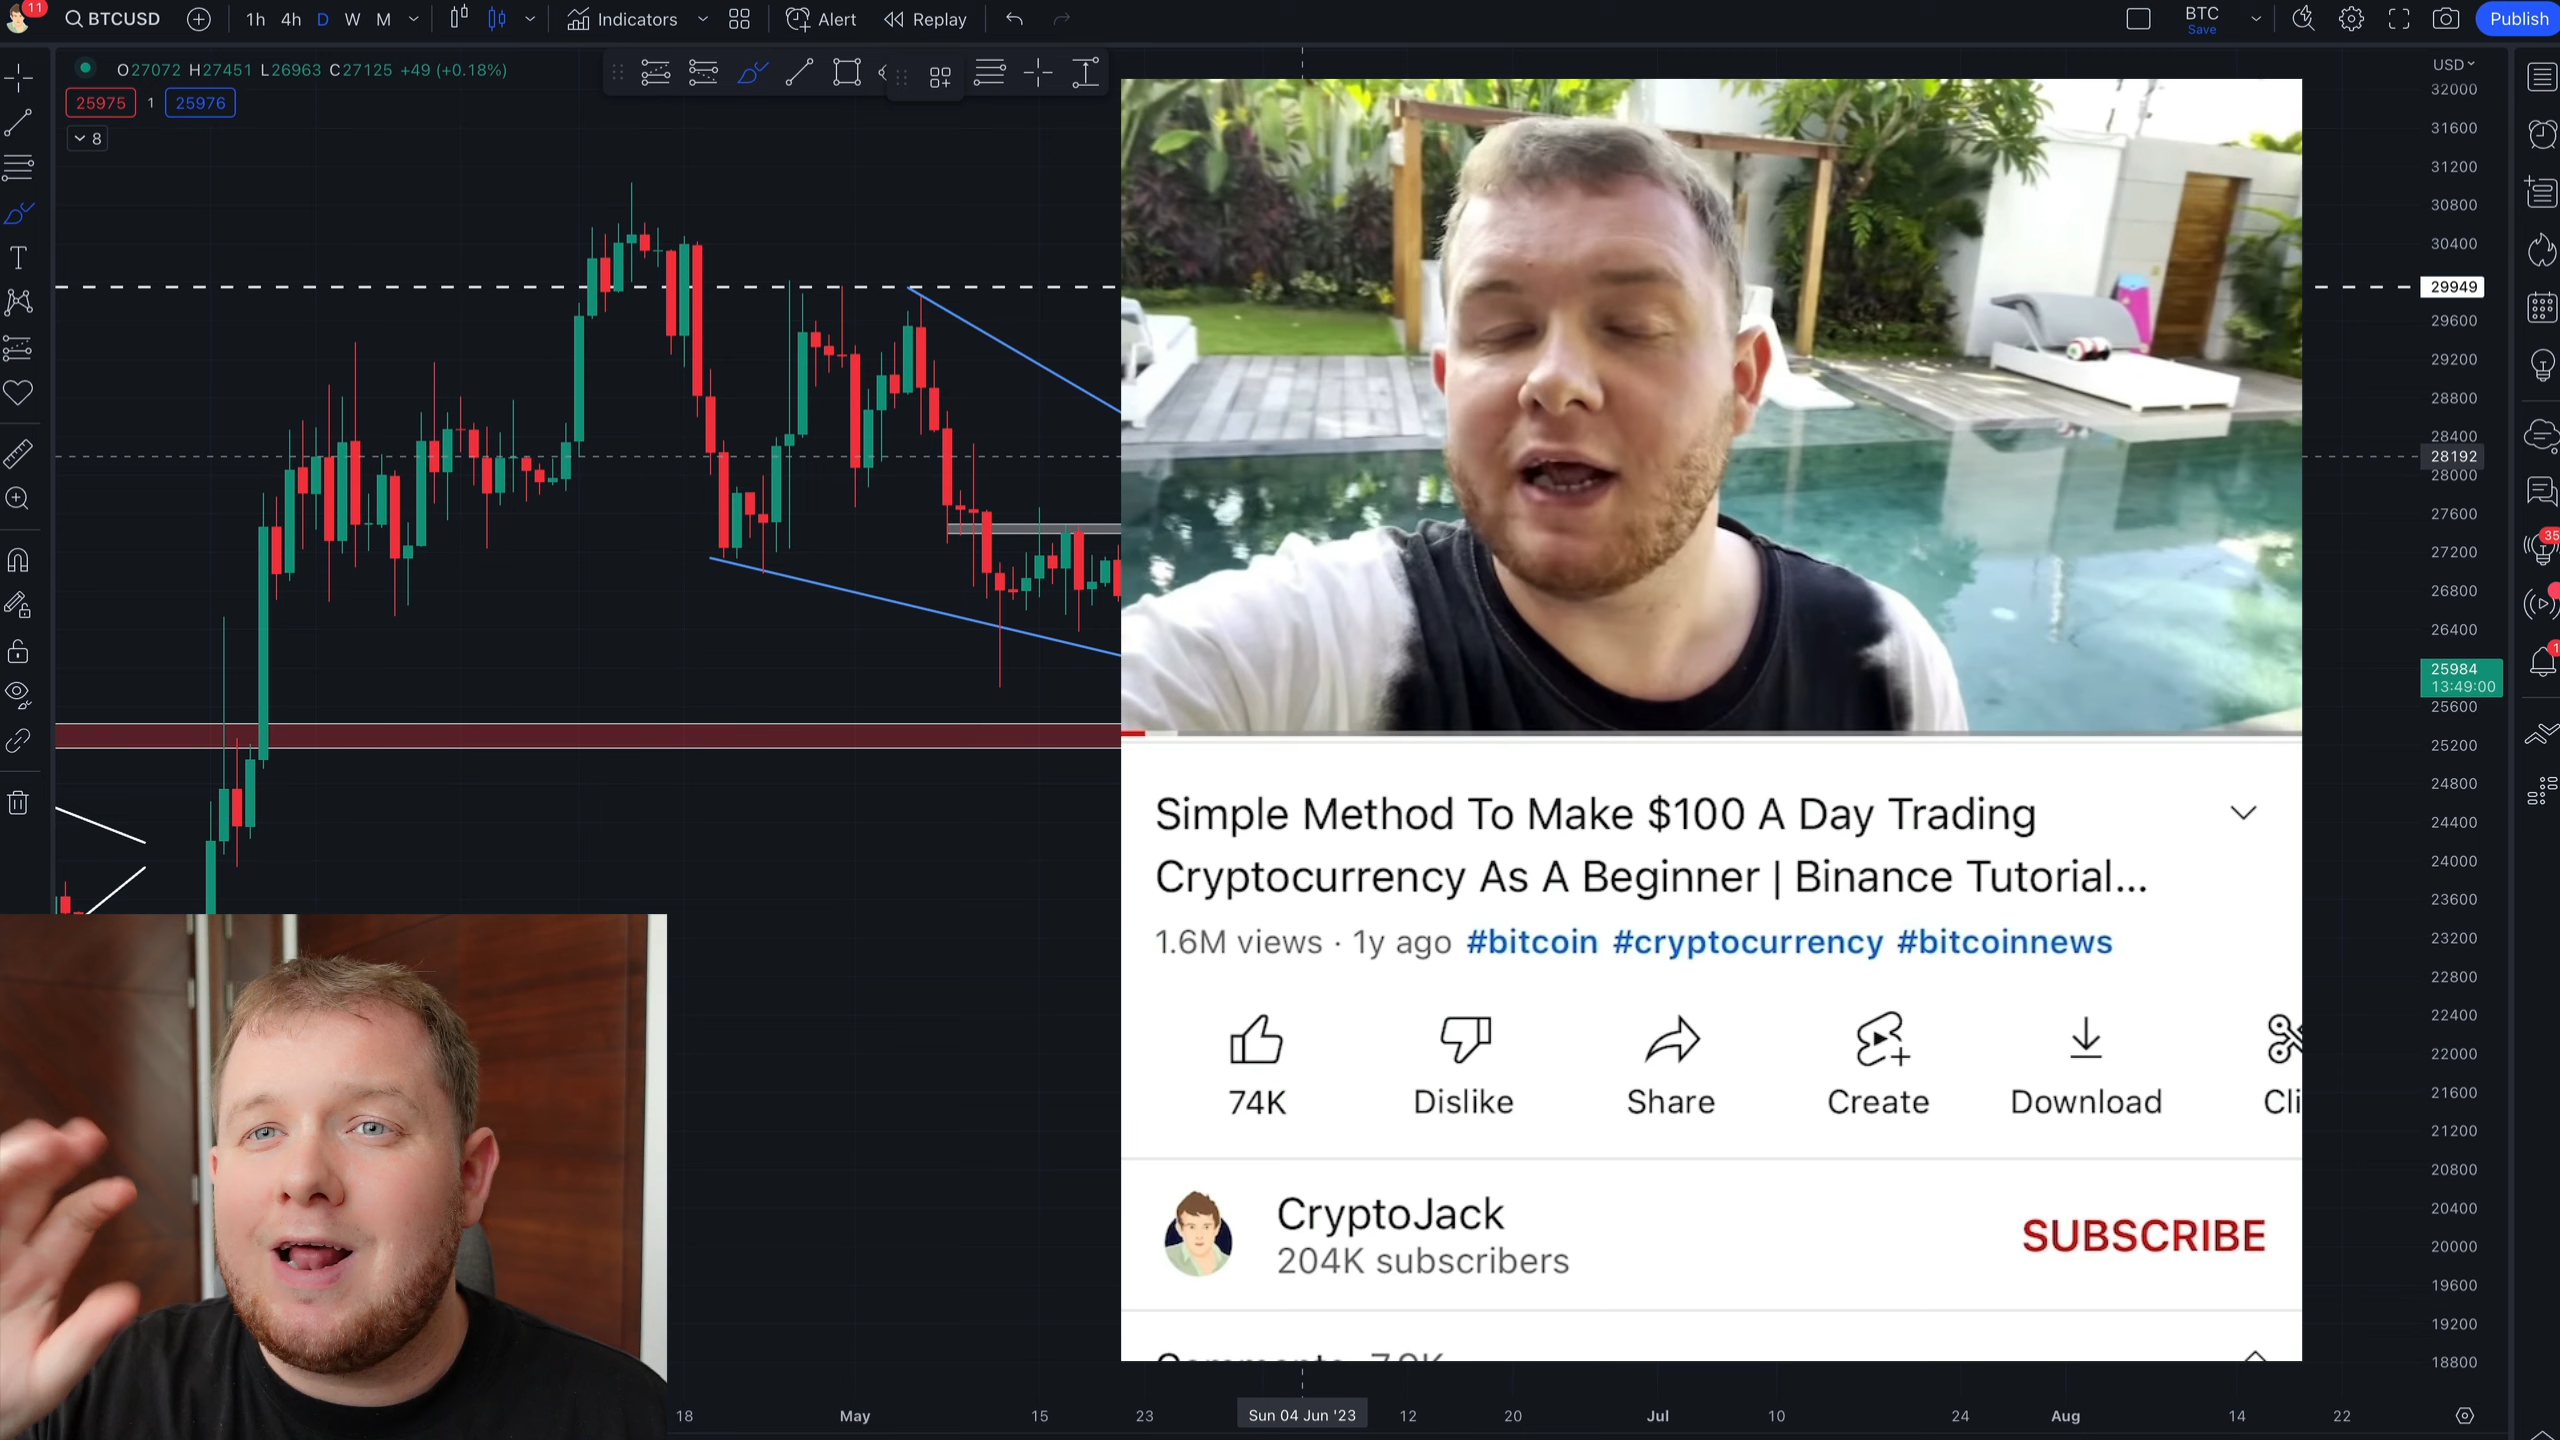 11
BTCUSD
1h 4h D W M
Indicators
Alert
Replay
BTC
Save
Publish
O27072 H27451 L26963 C27125 +49 (+0.18%)
25975 1 25976
8
USD
32000
31600
31200
30800
30400
29949
29600
29200
28800
28400
28192
28000
27600
27200
26800
26400
25984
13:49:00
25600
25200
24800
24400
24000
23600
23200
22800
22400
22000
21600
21200
20800
20400
20000
19600
19200
18800
35
1
Simple Method To Make $100 A Day Trading
Cryptocurrency As A Beginner | Binance Tutorial...
1.6M views · 1y ago #bitcoin #cryptocurrency #bitcoinnews
74K Dislike Share Create Download Cli
CryptoJack
204K subscribers
SUBSCRIBE
18 May 15 23 Sun 04 Jun '23 12 20 Jul 10 24 Aug 14 22